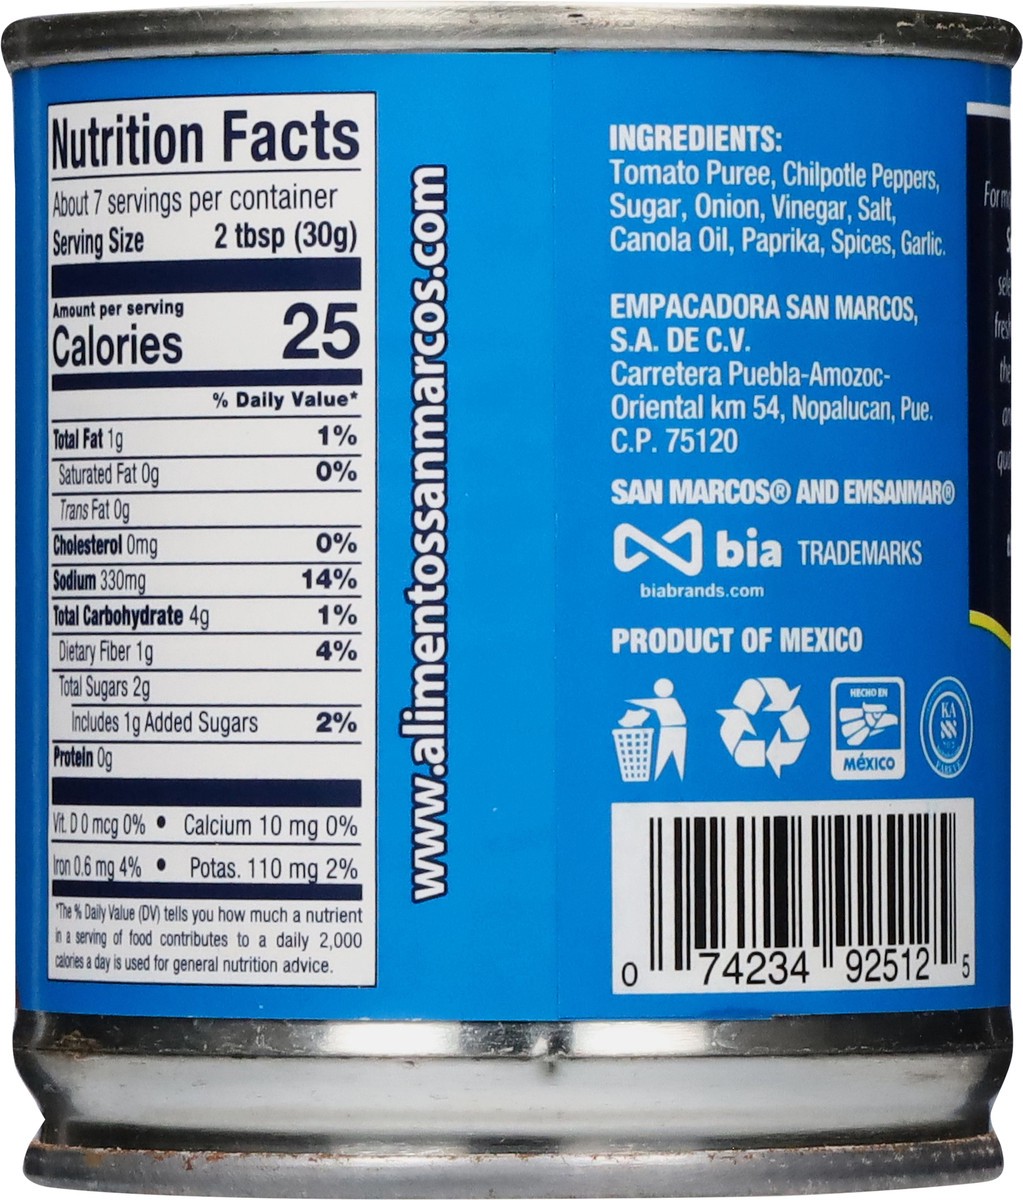 Nutrition Facts
About 7 servings per container
Serving Size 2 tbsp (30g)
Amount per serving
Calories 25
% Daily Value*
Total Fat 1g 1%
Saturated Fat 0g 0%
Trans Fat 0g
Cholesterol 0mg 0%
Sodium 330mg 14%
Total Carbohydrate 4g 1%
Dietary Fiber 1g 4%
Total Sugars 2g
Includes 1g Added Sugars 2%
Protein 0g
Vit. D 0 mcg 0% • Calcium 10 mg 0%
Iron 0.6 mg 4% • Potas. 110 mg 2%
*The % Daily Value (DV) tells you how much a nutrient
in a serving of food contributes to a daily 2,000
calories a day is used for general nutrition advice.
www.alimentossanmarcos.com
INGREDIENTS:
Tomato Puree, Chilpotle Peppers,
Sugar, Onion, Vinegar, Salt,
Canola Oil, Paprika, Spices, Garlic.
EMPACADORA SAN MARCOS,
S.A. DE C.V.
Carretera Puebla-Amozoc-
Oriental km 54, Nopalucan, Pue.
C.P. 75120
SAN MARCOS® AND EMSANMAR®
bia TRADEMARKS
biabrands.com
PRODUCT OF MEXICO
HECHO EN
MÉXICO
KA
0 74234 92512 5
For